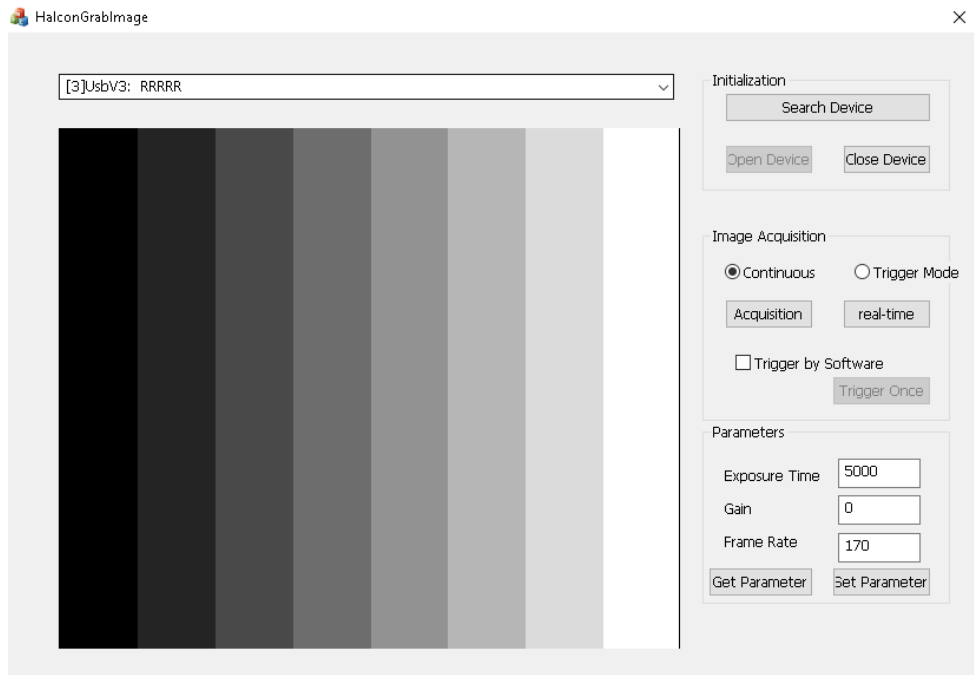 HalconGrabImage
[3]UsbV3: RRRRR
Initialization
Search Device
Open Device Close Device
Image Acquisition
Continuous Trigger Mode
Acquisition real-time
Trigger by Software
Trigger Once
Parameters
Exposure Time 5000
Gain 0
Frame Rate 170
Get Parameter Set Parameter